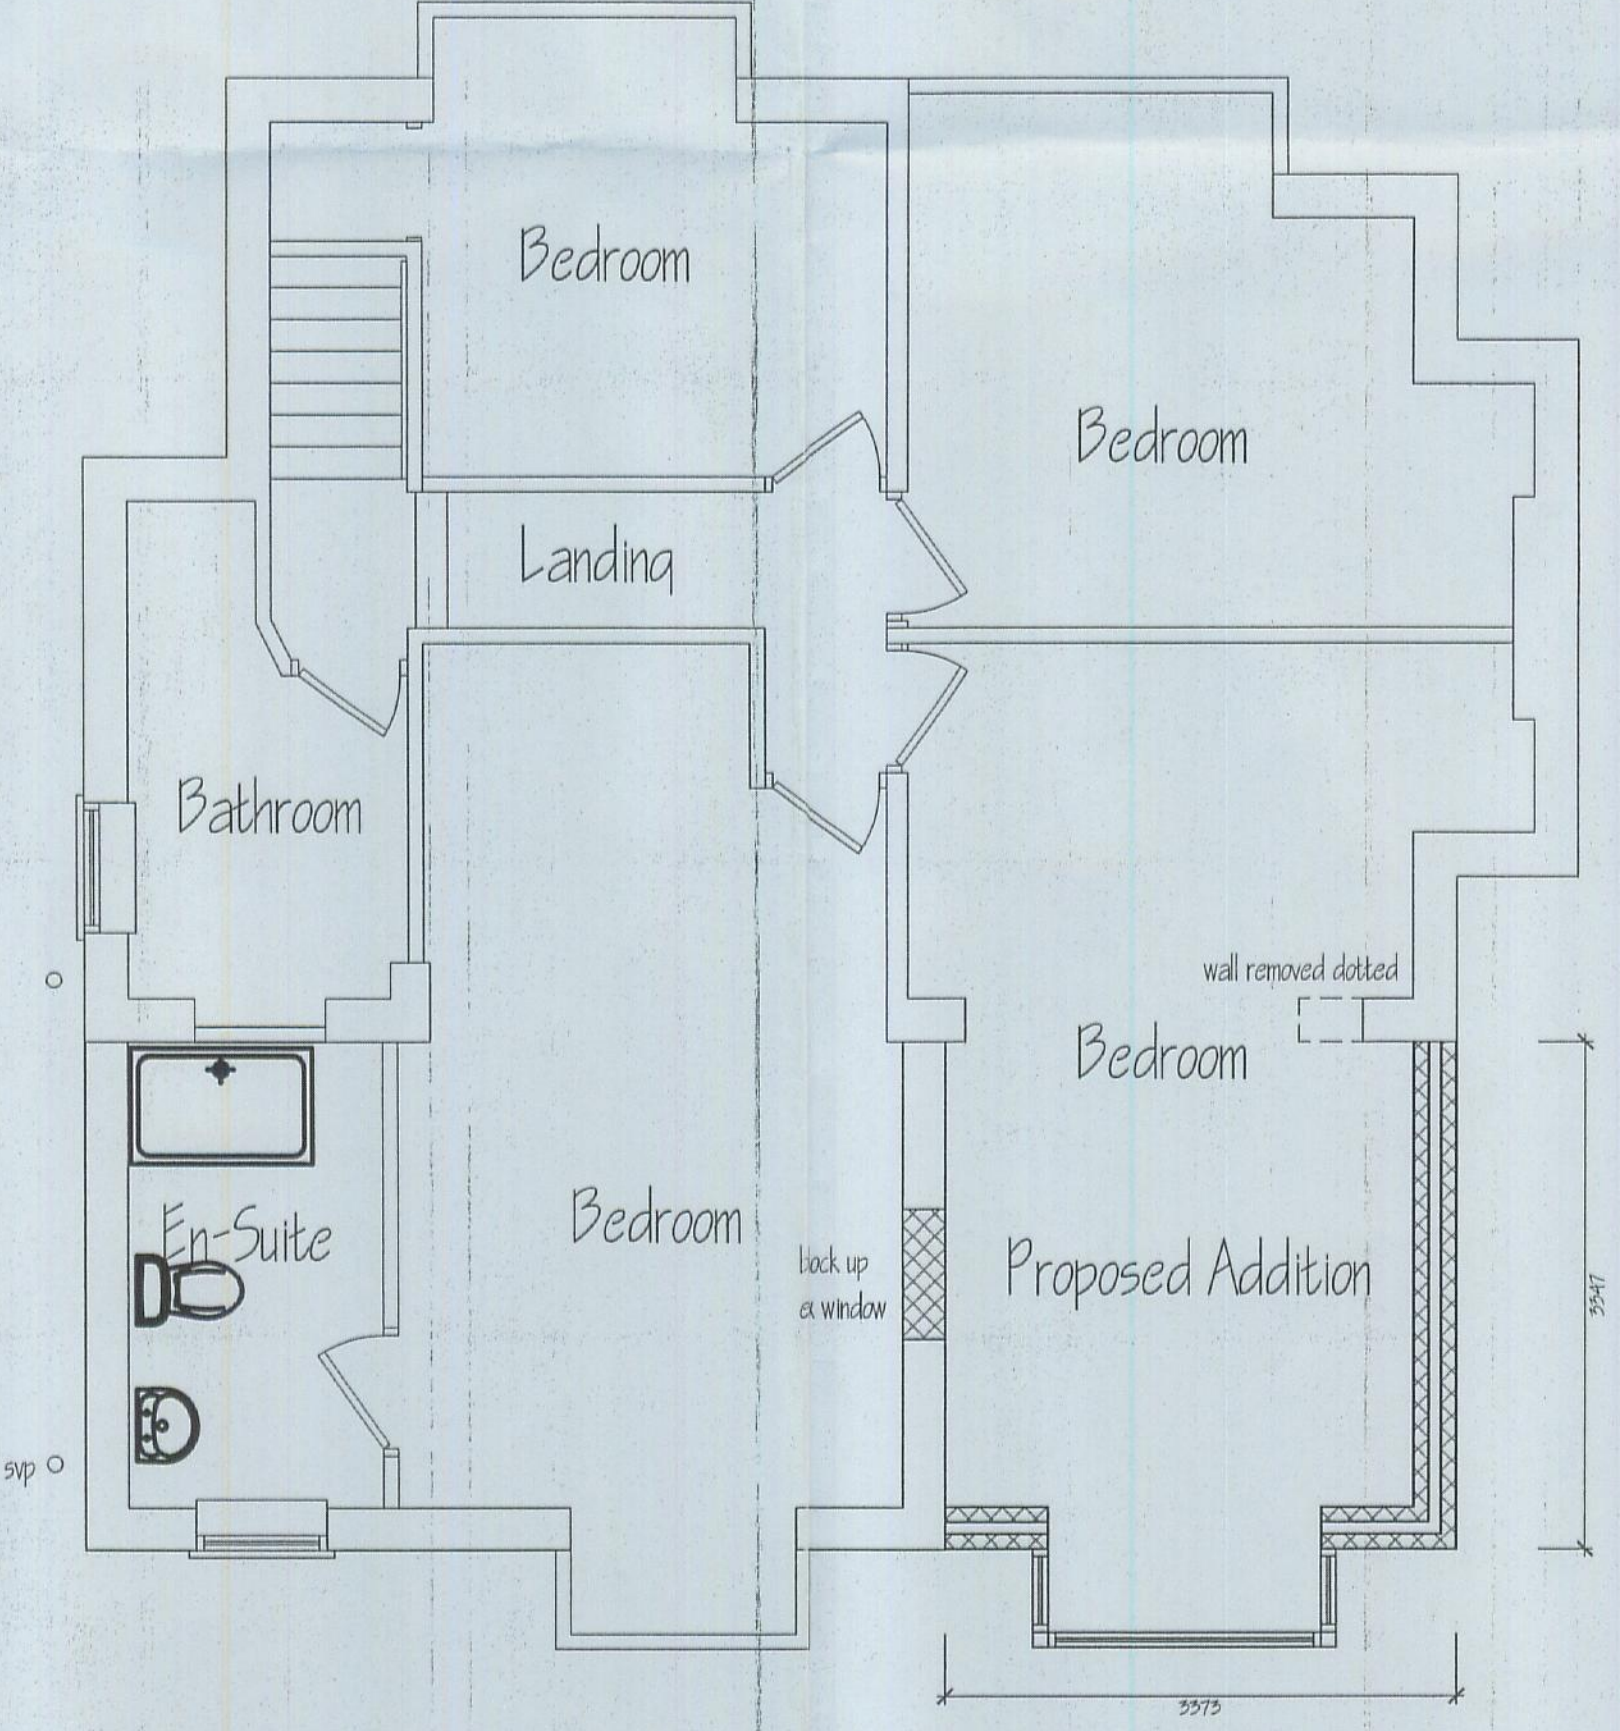 Bedroom
Bedroom
Landing
Bathroom
wall removed dotted
Bedroom
En-Suite
Bedroom
block up
ex window
Proposed Addition
3347
svp
3373